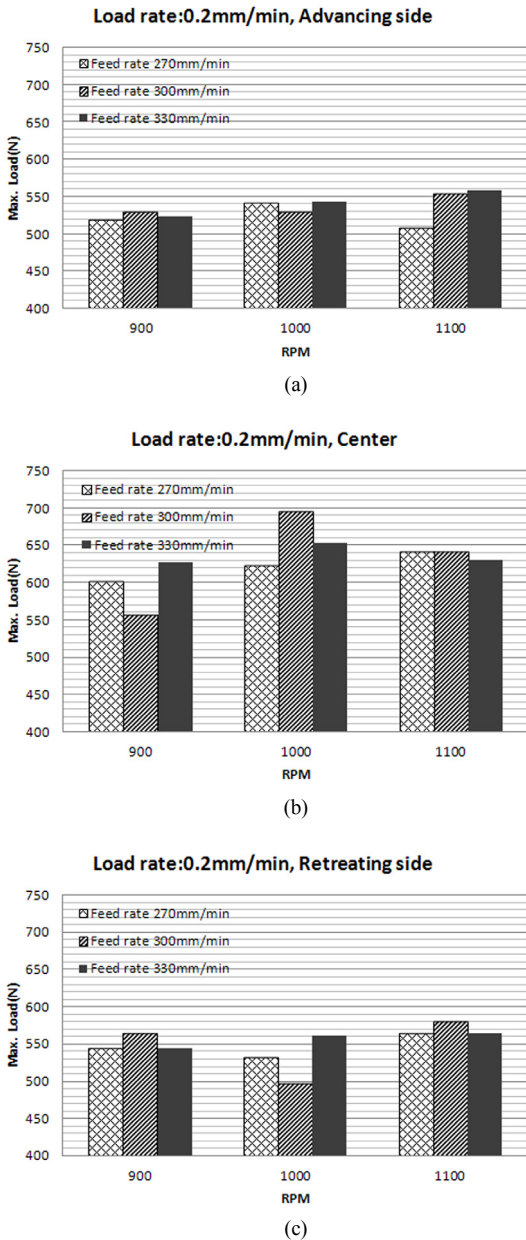 Load rate:0.2mm/min, Advancing side
750
700
650
600
550
500
450
400
Max. Load(N)
Feed rate 270mm/min
Feed rate 300mm/min
Feed rate 330mm/min
900 1000 1100
RPM
(a)
Load rate:0.2mm/min, Center
750
700
650
600
550
500
450
400
Max. Load(N)
Feed rate 270mm/min
Feed rate 300mm/min
Feed rate 330mm/min
900 1000 1100
RPM
(b)
Load rate:0.2mm/min, Retreating side
750
700
650
600
550
500
450
400
Max. Load(N)
Feed rate 270mm/min
Feed rate 300mm/min
Feed rate 330mm/min
900 1000 1100
RPM
(c)